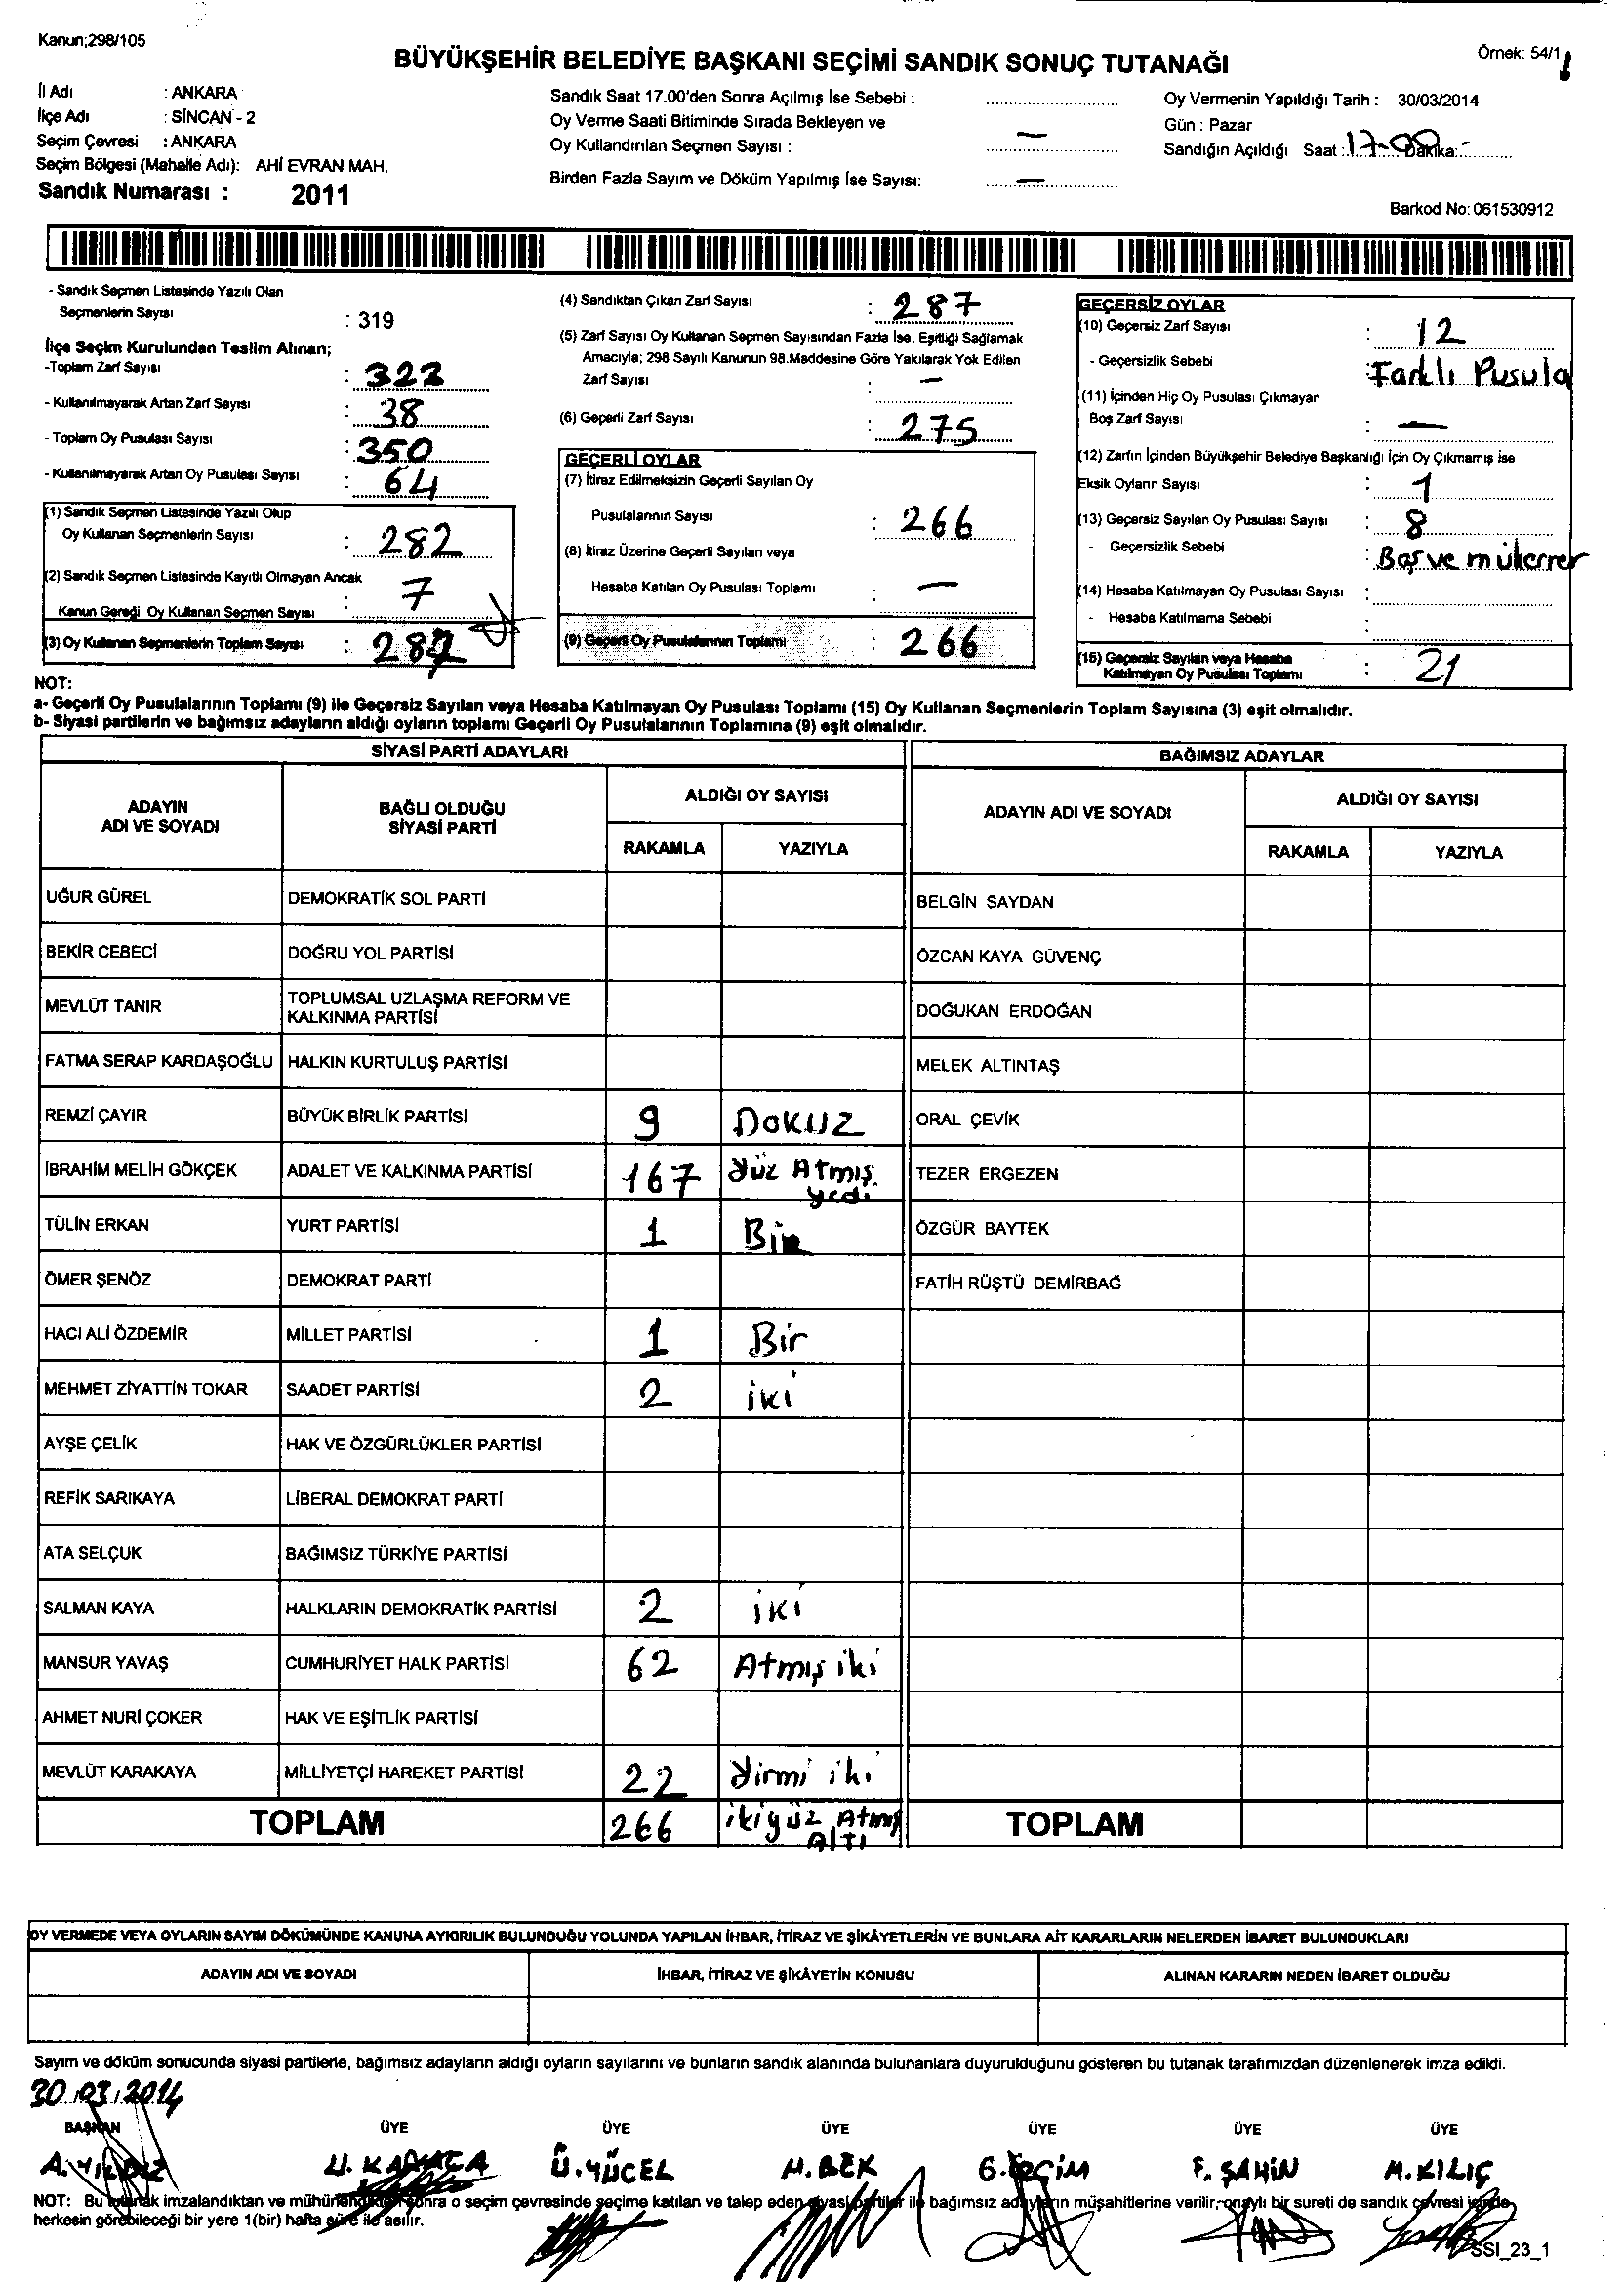 Kanun;298/105
BÜYÜKŞEHİR BELEDİYE BAŞKANI SEÇİMİ SANDIK SONUÇ TUTANAĞI
Örnek: 54/1
İl Adı : ANKARA
İlçe Adı : SİNCAN - 2
Seçim Çevresi : ANKARA
Seçim Bölgesi (Mahalle Adı): AHİ EVRAN MAH.
Sandık Numarası : 2011
Sandık Saat 17.00'den Sonra Açılmış İse Sebebi :
Oy Verme Saati Bitiminde Sırada Bekleyen ve
Oy Kullandırılan Seçmen Sayısı : —
Birden Fazla Sayım ve Döküm Yapılmış İse Sayısı: —
Oy Vermenin Yapıldığı Tarih : 30/03/2014
Gün : Pazar
Sandığın Açıldığı Saat : 17-00 Dakika: -
Barkod No: 061530912
- Sandık Seçmen Listesinde Yazılı Olan
Seçmenlerin Sayısı : 319
İlçe Seçim Kurulundan Teslim Alınan;
-Toplam Zarf Sayısı : 323
- Kullanılmayarak Artan Zarf Sayısı : 38
- Toplam Oy Pusulası Sayısı : 350
- Kullanılmayarak Artan Oy Pusulası Sayısı : 64
(1) Sandık Seçmen Listesinde Yazılı Olup
Oy Kullanan Seçmenlerin Sayısı : 282
(2) Sandık Seçmen Listesinde Kayıtlı Olmayan Ancak
Kanun Gereği Oy Kullanan Seçmen Sayısı : 7
(3) Oy Kullanan Seçmenlerin Toplam Sayısı : 287
(4) Sandıktan Çıkan Zarf Sayısı : 287
(5) Zarf Sayısı Oy Kullanan Seçmen Sayısından Fazla İse, Eşitliği Sağlamak
Amacıyla; 298 Sayılı Kanunun 98.Maddesine Göre Yakılarak Yok Edilen
Zarf Sayısı : —
(6) Geçerli Zarf Sayısı : 275
GEÇERLİ OYLAR
(7) İtiraz Edilmeksizin Geçerli Sayılan Oy
Pusulalarının Sayısı : 266
(8) İtiraz Üzerine Geçerli Sayılan veya
Hesaba Katılan Oy Pusulası Toplamı : —
(9) Geçerli Oy Pusulalarının Toplamı : 266
GEÇERSİZ OYLAR
(10) Geçersiz Zarf Sayısı : 12
- Geçersizlik Sebebi : Farklı Pusula
(11) İçinden Hiç Oy Pusulası Çıkmayan
Boş Zarf Sayısı : —
(12) Zarfın İçinden Büyükşehir Belediye Başkanlığı İçin Oy Çıkmamış ise
Eksik Oyların Sayısı : 1
(13) Geçersiz Sayılan Oy Pusulası Sayısı : 8
- Geçersizlik Sebebi : Boş ve mükerrer
(14) Hesaba Katılmayan Oy Pusulası Sayısı :
- Hesaba Katılmama Sebebi :
(15) Geçersiz Sayılan veya Hesaba
Katılmayan Oy Pusulası Toplamı : 21
NOT:
a- Geçerli Oy Pusulalarının Toplamı (9) ile Geçersiz Sayılan veya Hesaba Katılmayan Oy Pusulası Toplamı (15) Oy Kullanan Seçmenlerin Toplam Sayısına (3) eşit olmalıdır.
b- Siyasi partilerin ve bağımsız adayların aldığı oyların toplamı Geçerli Oy Pusulalarının Toplamına (9) eşit olmalıdır.
SİYASİ PARTİ ADAYLARI
ADAYIN ADI VE SOYADI
BAĞLI OLDUĞU SİYASİ PARTİ
ALDIĞI OY SAYISI
RAKAMLA YAZIYLA
UĞUR GÜREL DEMOKRATİK SOL PARTİ
BEKİR CEBECİ DOĞRU YOL PARTİSİ
MEVLÜT TANIR TOPLUMSAL UZLAŞMA REFORM VE
KALKINMA PARTİSİ
FATMA SERAP KARDAŞOĞLU HALKIN KURTULUŞ PARTİSİ
REMZİ ÇAYIR BÜYÜK BİRLİK PARTİSİ 9 DOKUZ
İBRAHİM MELİH GÖKÇEK ADALET VE KALKINMA PARTİSİ 167 Yüz Atmış
yedi
TÜLİN ERKAN YURT PARTİSİ 1 Bir
ÖMER ŞENÖZ DEMOKRAT PARTİ
HACI ALİ ÖZDEMİR MİLLET PARTİSİ 1 Bir
MEHMET ZİYATTİN TOKAR SAADET PARTİSİ 2 iki
AYŞE ÇELİK HAK VE ÖZGÜRLÜKLER PARTİSİ
REFİK SARIKAYA LİBERAL DEMOKRAT PARTİ
ATA SELÇUK BAĞIMSIZ TÜRKİYE PARTİSİ
SALMAN KAYA HALKLARIN DEMOKRATİK PARTİSİ 2 iki
MANSUR YAVAŞ CUMHURİYET HALK PARTİSİ 62 Atmış iki
AHMET NURİ ÇOKER HAK VE EŞİTLİK PARTİSİ
MEVLÜT KARAKAYA MİLLİYETÇİ HAREKET PARTİSİ 22 Yirmi iki
TOPLAM 266 ikiyüz Atmış
Altı
BAĞIMSIZ ADAYLAR
ADAYIN ADI VE SOYADI
ALDIĞI OY SAYISI
RAKAMLA YAZIYLA
BELGİN SAYDAN
ÖZCAN KAYA GÜVENÇ
DOĞUKAN ERDOĞAN
MELEK ALTINTAŞ
ORAL ÇEVİK
TEZER ERGEZEN
ÖZGÜR BAYTEK
FATİH RÜŞTÜ DEMİRBAĞ
TOPLAM
OY VERMEDE VEYA OYLARIN SAYIM DÖKÜMÜNDE KANUNA AYKIRILIK BULUNDUĞU YOLUNDA YAPILAN İHBAR, İTİRAZ VE ŞİKÂYETLERİN VE BUNLARA AİT KARARLARIN NELERDEN İBARET BULUNDUKLARI
ADAYIN ADI VE SOYADI İHBAR, İTİRAZ VE ŞİKÂYETİN KONUSU ALINAN KARARIN NEDEN İBARET OLDUĞU
Sayım ve döküm sonucunda siyasi partilerle, bağımsız adayların aldığı oyların sayılarını ve bunların sandık alanında bulunanlara duyurulduğunu gösteren bu tutanak tarafımızdan düzenlenerek imza edildi.
30.03.2014
BAŞKAN ÜYE ÜYE ÜYE ÜYE ÜYE ÜYE
A. YILDIZ U. KARACA Ü. YÜCEL H. BEK G. SEÇİM F. ŞAHİN M. KILIÇ
NOT: Bu tutanak imzalandıktan ve mühürlendikten sonra o seçim çevresinde seçime katılan ve talep eden siyasi partiler ile bağımsız adayların müşahitlerine verilir, onaylı bir sureti de sandık çevresi içinde
herkesin görebileceği bir yere 1(bir) hafta süre ile asılır.
SSI_23_1